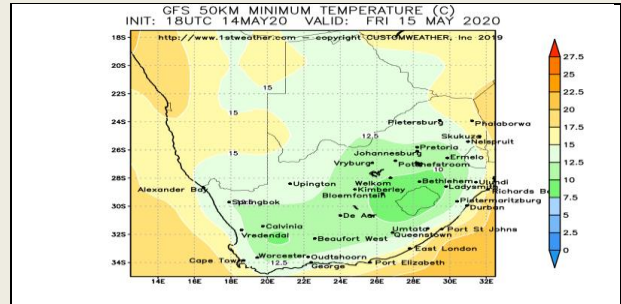 GFS 50KM MINIMUM TEMPERATURE (C)
INIT: 18UTC 14MAY20 VALID: FRI 15 MAY 2020
http://www.1stweather.com — copyright CUSTOMWEATHER, Inc 2019
18S
20S
22S
24S
26S
28S
30S
32S
34S
15
15
15
12.5
10
12.5
Pietersburg
Phalaborwa
Skukuza
Nelspruit
Pretoria
Johannesburg
Ermelo
Vryburg
Potchefstroom
Alexander Bay
Upington
Welkom
Kimberley
Bethlehem
Ulundi
Ladysmith
Richards B
Bloemfontein
Springbok
Pietermaritzburg
Durban
De Aar
Calvinia
Vredendal
Umtata
Port St Johns
Queenstown
Beaufort West
East London
Worcester
Oudtshoorn
Cape Town
George
Port Elizabeth
14E 16E 18E 20E 22E 24E 26E 28E 30E 32E
27.5
25
22.5
20
17.5
15
12.5
10
7.5
5
2.5
0